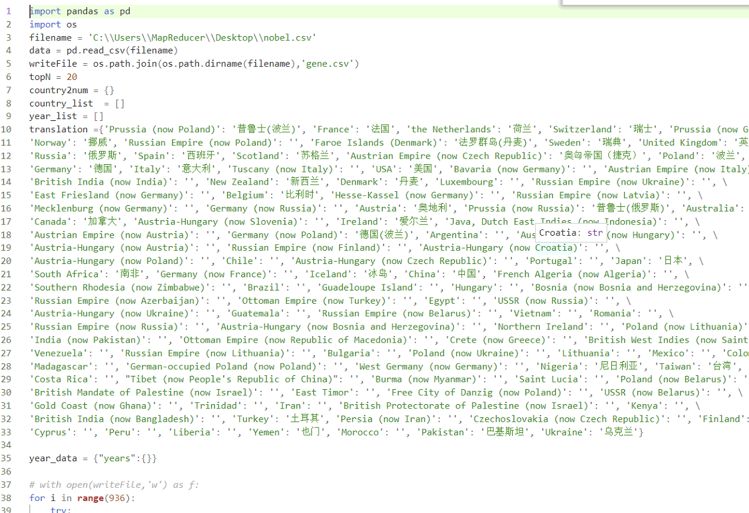 1 import pandas as pd
2 import os
3 filename = 'C:\\Users\\MapReducer\\Desktop\\nobel.csv'
4 data = pd.read_csv(filename)
5 writeFile = os.path.join(os.path.dirname(filename),'gene.csv')
6 topN = 20
7 country2num = {}
8 country_list  = []
9 year_list = []
10 translation ={'Prussia (now Poland)': '普鲁士(波兰)', 'France': '法国', 'the Netherlands': '荷兰', 'Switzerland': '瑞士', 'Prussia (now G
11 'Norway': '挪威', 'Russian Empire (now Poland)': '', 'Faroe Islands (Denmark)': '法罗群岛(丹麦)', 'Sweden': '瑞典', 'United Kingdom': '英
12 'Russia': '俄罗斯', 'Spain': '西班牙', 'Scotland': '苏格兰', 'Austrian Empire (now Czech Republic)': '奥匈帝国（捷克）', 'Poland': '波兰',
13 'Germany': '德国', 'Italy': '意大利', 'Tuscany (now Italy)': '', 'USA': '美国', 'Bavaria (now Germany)': '', 'Austrian Empire (now Italy)
14 'British India (now India)': '', 'New Zealand': '新西兰', 'Denmark': '丹麦', 'Luxembourg': '', 'Russian Empire (now Ukraine)': '', \
15 'East Friesland (now Germany)': '', 'Belgium': '比利时', 'Hesse-Kassel (now Germany)': '', 'Russian Empire (now Latvia)': '', \
16 'Mecklenburg (now Germany)': '', 'Germany (now Russia)': '', 'Austria': '奥地利', 'Prussia (now Russia)': '普鲁士(俄罗斯)', 'Australia':
17 'Canada': '加拿大', 'Austria-Hungary (now Slovenia)': '', 'Ireland': '爱尔兰', 'Java, Dutch East Indies (now Indonesia)': '', \
18 'Austrian Empire (now Austria)': '', 'Germany (now Poland)': '德国(波兰)', 'Argentina': '', 'Aus Croatia: str now Hungary)': '', \
19 'Austria-Hungary (now Austria)': '', 'Russian Empire (now Finland)': '', 'Austria-Hungary (now Croatia)': '', \
20 'Austria-Hungary (now Poland)': '', 'Chile': '', 'Austria-Hungary (now Czech Republic)': '', 'Portugal': '', 'Japan': '日本', \
21 'South Africa': '南非', 'Germany (now France)': '', 'Iceland': '冰岛', 'China': '中国', 'French Algeria (now Algeria)': '', \
22 'Southern Rhodesia (now Zimbabwe)': '', 'Brazil': '', 'Guadeloupe Island': '', 'Hungary': '', 'Bosnia (now Bosnia and Herzegovina)': ''
23 'Russian Empire (now Azerbaijan)': '', 'Ottoman Empire (now Turkey)': '', 'Egypt': '', 'USSR (now Russia)': '', \
24 'Austria-Hungary (now Ukraine)': '', 'Guatemala': '', 'Russian Empire (now Belarus)': '', 'Vietnam': '', 'Romania': '', \
25 'Russian Empire (now Russia)': '', 'Austria-Hungary (now Bosnia and Herzegovina)': '', 'Northern Ireland': '', 'Poland (now Lithuania)'
26 'India (now Pakistan)': '', 'Ottoman Empire (now Republic of Macedonia)': '', 'Crete (now Greece)': '', 'British West Indies (now Saint
27 'Venezuela': '', 'Russian Empire (now Lithuania)': '', 'Bulgaria': '', 'Poland (now Ukraine)': '', 'Lithuania': '', 'Mexico': '', 'Colo
28 'Madagascar': '', 'German-occupied Poland (now Poland)': '', 'West Germany (now Germany)': '', 'Nigeria': '尼日利亚', 'Taiwan': '台湾',
29 'Costa Rica': '', "Tibet (now People's Republic of China)": '', 'Burma (now Myanmar)': '', 'Saint Lucia': '', 'Poland (now Belarus)': '
30 'British Mandate of Palestine (now Israel)': '', 'East Timor': '', 'Free City of Danzig (now Poland)': '', 'USSR (now Belarus)': '', \
31 'Gold Coast (now Ghana)': '', 'Trinidad': '', 'Iran': '', 'British Protectorate of Palestine (now Israel)': '', 'Kenya': '', \
32 'British India (now Bangladesh)': '', 'Turkey': '土耳其', 'Persia (now Iran)': '', 'Czechoslovakia (now Czech Republic)': '', 'Finland':
33 'Cyprus': '', 'Peru': '', 'Liberia': '', 'Yemen': '也门', 'Morocco': '', 'Pakistan': '巴基斯坦', 'Ukraine': '乌克兰'}
34
35 year_data = {"years":{}}
36
37 # with open(writeFile,'w') as f:
38 for i in range(936):
39 try: